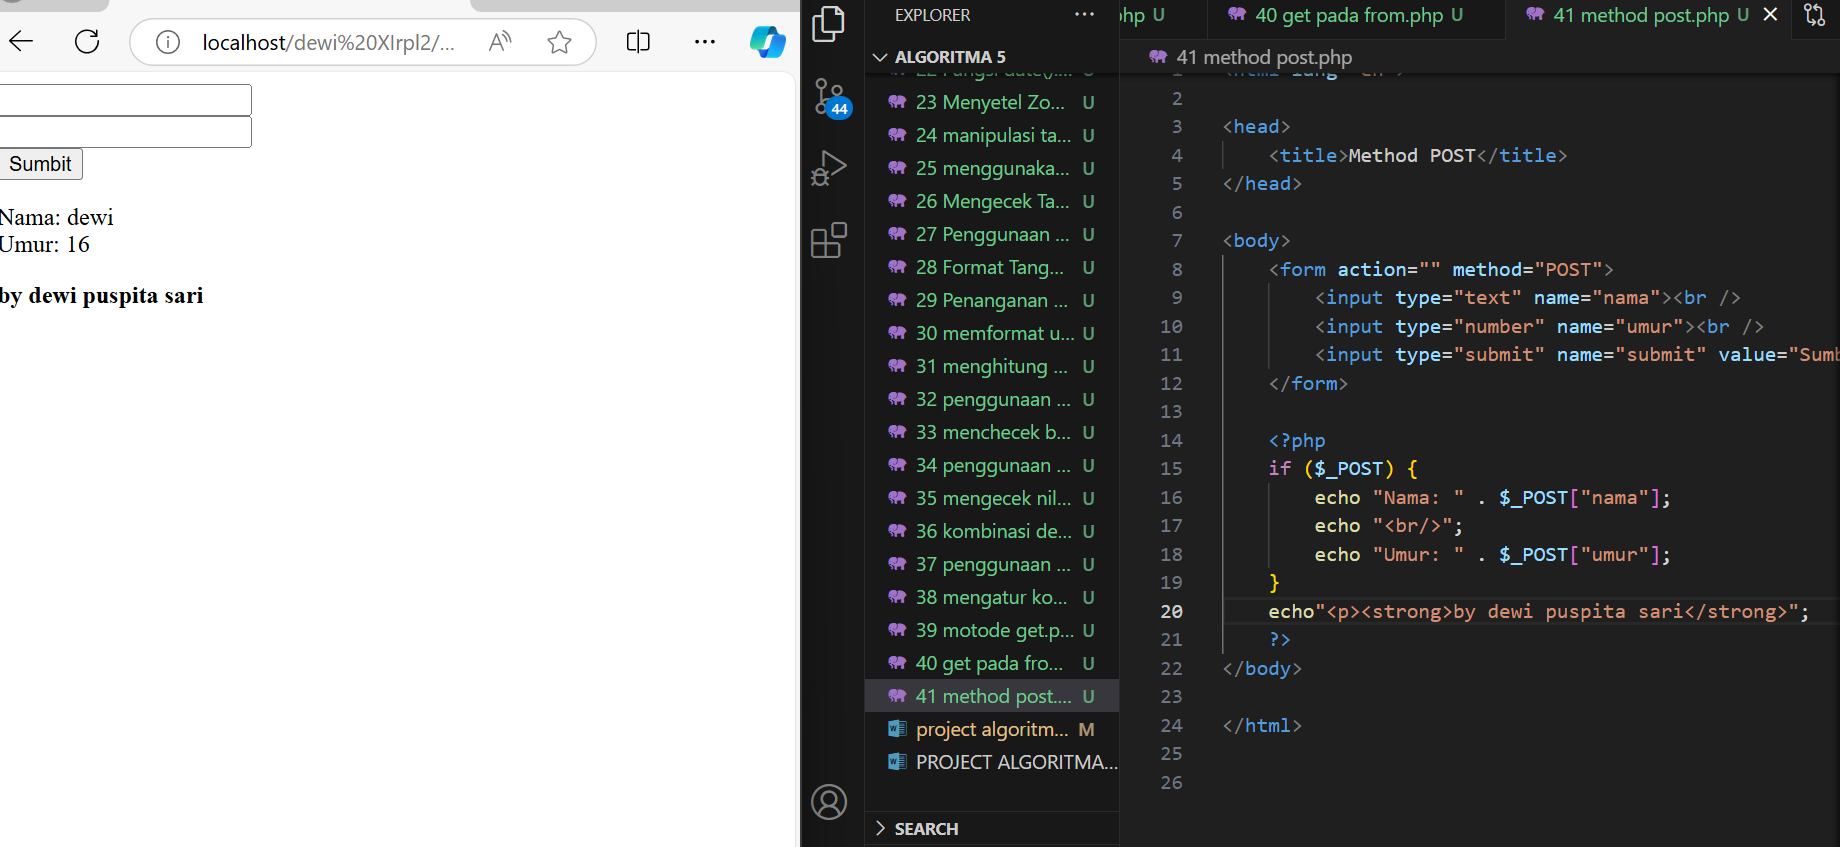 localhost/dewi%20XIrpl2/...
Sumbit
Nama: dewi
Umur: 16
by dewi puspita sari
44
EXPLORER
ALGORITMA 5
23 Menyetel Zo... U
24 manipulasi ta... U
25 menggunaka... U
26 Mengecek Ta... U
27 Penggunaan ... U
28 Format Tang... U
29 Penanganan ... U
30 memformat u... U
31 menghitung ... U
32 penggunaan ... U
33 menchecek b... U
34 penggunaan ... U
35 mengecek nil... U
36 kombinasi de... U
37 penggunaan ... U
38 mengatur ko... U
39 motode get.p... U
40 get pada fro... U
41 method post.... U
project algoritm... M
PROJECT ALGORITMA...
SEARCH
hp U
40 get pada from.php U
41 method post.php U
41 method post.php
2
3 <head>
4 <title>Method POST</title>
5 </head>
6
7 <body>
8 <form action="" method="POST">
9 <input type="text" name="nama"><br />
10 <input type="number" name="umur"><br />
11 <input type="submit" name="submit" value="Sumb
12 </form>
13
14 <?php
15 if ($_POST) {
16 echo "Nama: " . $_POST["nama"];
17 echo "<br/>";
18 echo "Umur: " . $_POST["umur"];
19 }
20 echo"<p><strong>by dewi puspita sari</strong>";
21 ?>
22 </body>
23
24 </html>
25
26